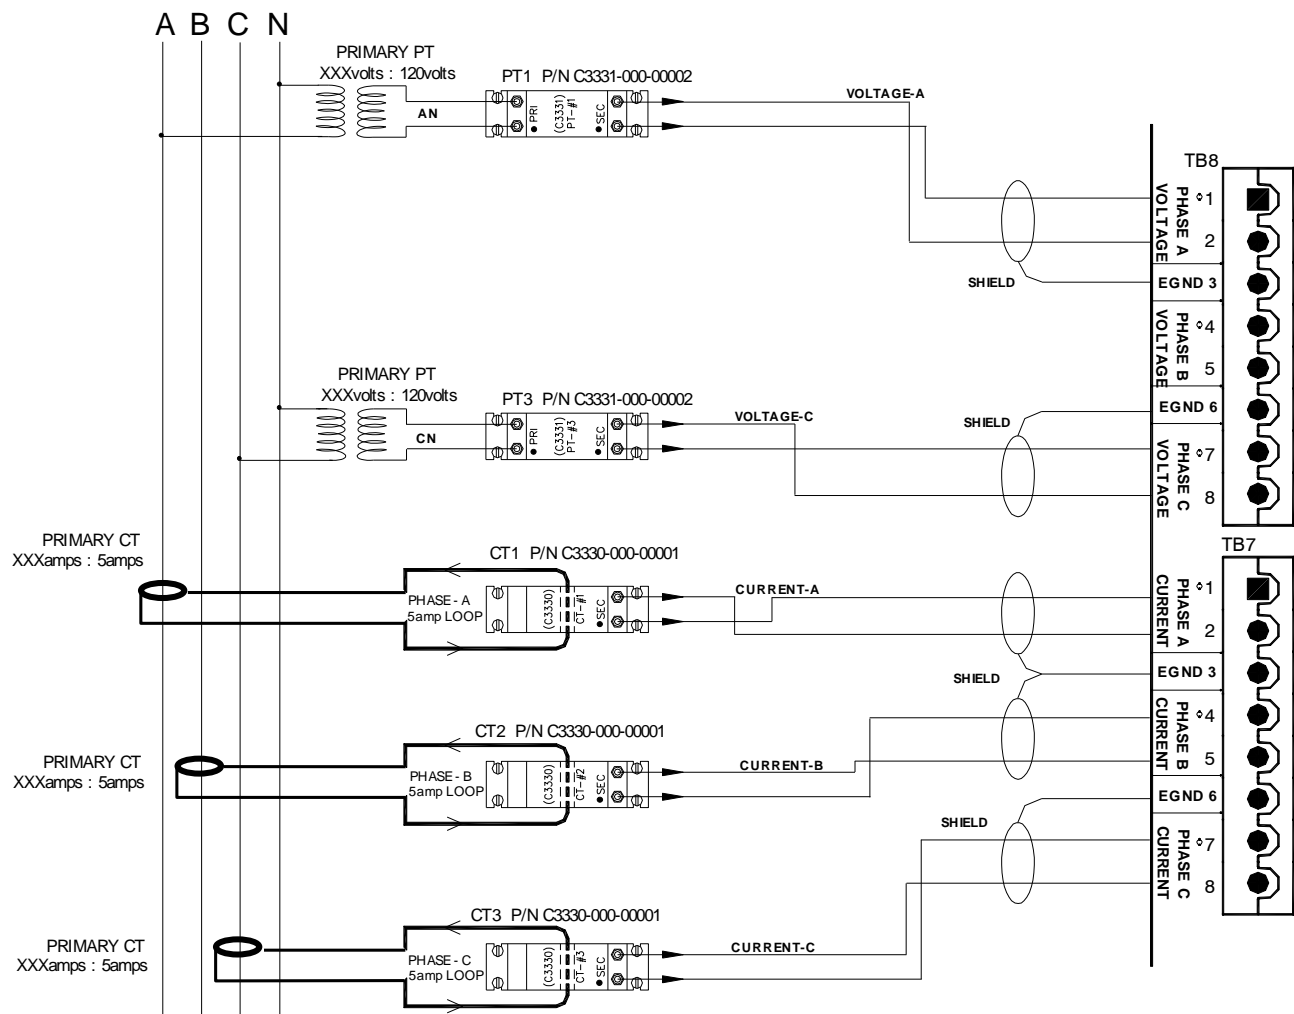 A B C N
PRIMARY PT
XXXvolts : 120volts
PT1 P/N C3331-000-00002
AN
PRI
(C3331)
PT-#1
SEC
VOLTAGE-A
SHIELD
TB8
PHASE A
VOLTAGE
1
2
EGND 3
PHASE B
VOLTAGE
4
5
EGND 6
PHASE C
VOLTAGE
7
8
PRIMARY PT
XXXvolts : 120volts
PT3 P/N C3331-000-00002
CN
PRI
(C3331)
PT-#3
SEC
VOLTAGE-C
SHIELD
PRIMARY CT
XXXamps : 5amps
CT1 P/N C3330-000-00001
PHASE - A
5amp LOOP
(C3330)
CT-#1
SEC
CURRENT-A
SHIELD
TB7
PHASE A
CURRENT
1
2
EGND 3
PHASE B
CURRENT
4
5
EGND 6
PHASE C
CURRENT
7
8
PRIMARY CT
XXXamps : 5amps
CT2 P/N C3330-000-00001
PHASE - B
5amp LOOP
(C3330)
CT-#2
SEC
CURRENT-B
SHIELD
PRIMARY CT
XXXamps : 5amps
CT3 P/N C3330-000-00001
PHASE - C
5amp LOOP
(C3330)
CT-#3
SEC
CURRENT-C